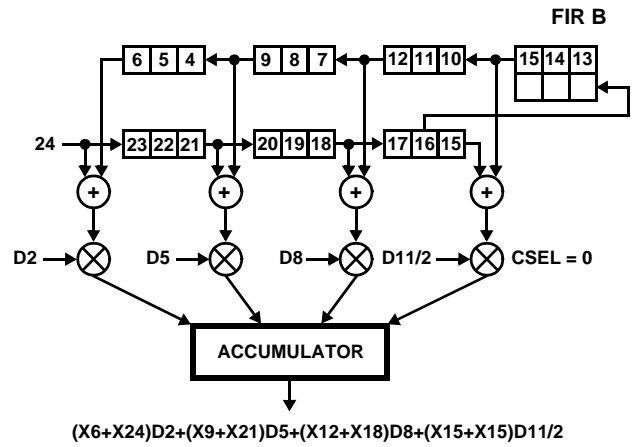 FIR B
6 5 4 9 8 7 12 11 10 15 14 13
24 23 22 21 20 19 18 17 16 15
+ + + +
D2 D5 D8 D11/2 CSEL = 0
ACCUMULATOR
(X6+X24)D2+(X9+X21)D5+(X12+X18)D8+(X15+X15)D11/2